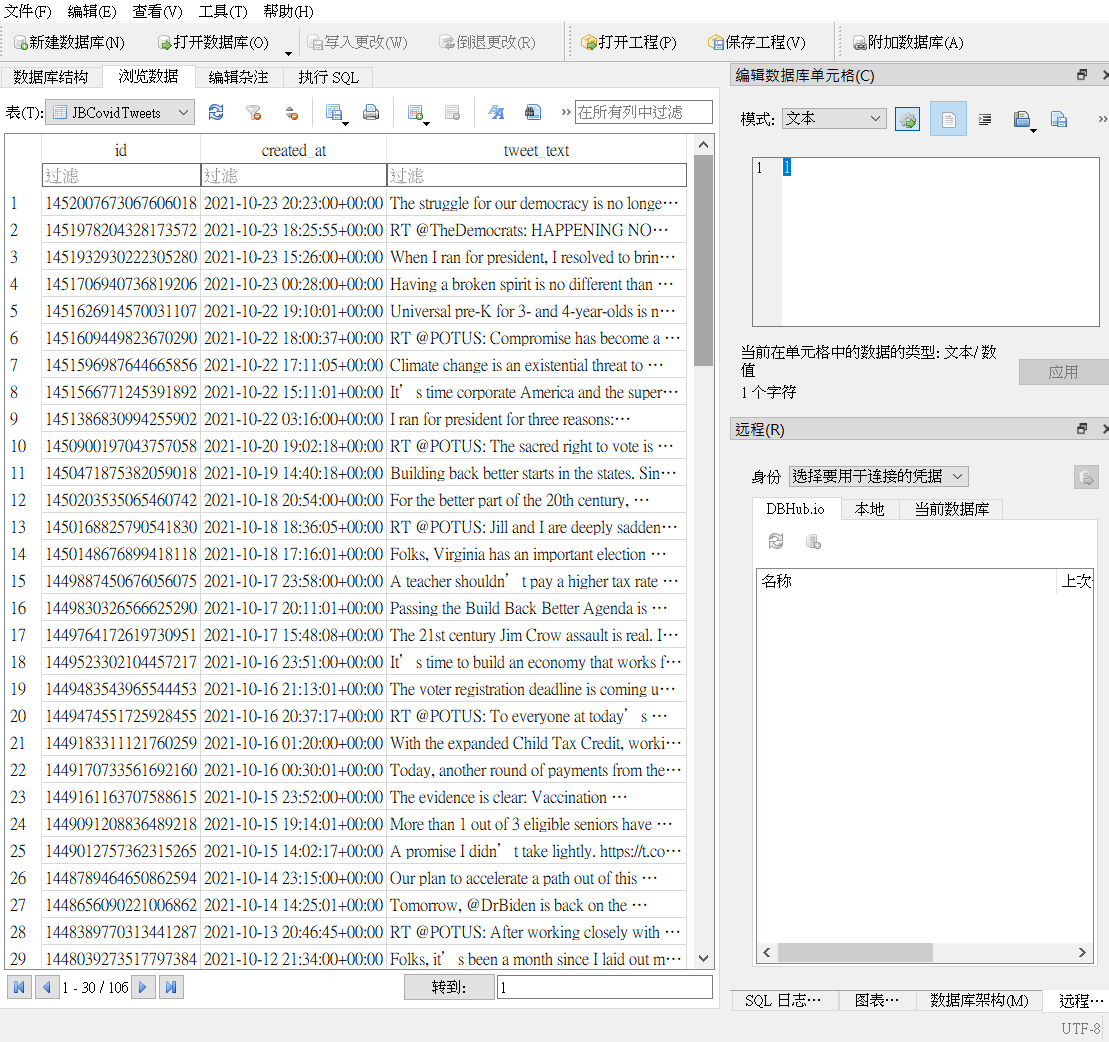 文件(F) 编辑(E) 查看(V) 工具(T) 帮助(H)
新建数据库(N) 打开数据库(O) 写入更改(W) 倒退更改(R) 打开工程(P) 保存工程(V) 附加数据库(A)
数据库结构 浏览数据 编辑杂注 执行 SQL
表(T): JBCovidTweets 在所有列中过滤
id created_at tweet_text
过滤 过滤 过滤
1 1452007673067606018 2021-10-23 20:23:00+00:00 The struggle for our democracy is no longe…
2 1451978204328173572 2021-10-23 18:25:55+00:00 RT @TheDemocrats: HAPPENING NO…
3 1451932930222305280 2021-10-23 15:26:00+00:00 When I ran for president, I resolved to brin…
4 1451706940736819206 2021-10-23 00:28:00+00:00 Having a broken spirit is no different than …
5 1451626914570031107 2021-10-22 19:10:01+00:00 Universal pre-K for 3- and 4-year-olds is n…
6 1451609449823670290 2021-10-22 18:00:37+00:00 RT @POTUS: Compromise has become a …
7 1451596987644665856 2021-10-22 17:11:05+00:00 Climate change is an existential threat to …
8 1451566771245391892 2021-10-22 15:11:01+00:00 It’s time corporate America and the super…
9 1451386830994255902 2021-10-22 03:16:00+00:00 I ran for president for three reasons:…
10 1450900197043757058 2021-10-20 19:02:18+00:00 RT @POTUS: The sacred right to vote is …
11 1450471875382059018 2021-10-19 14:40:18+00:00 Building back better starts in the states. Sin…
12 1450203535065460742 2021-10-18 20:54:00+00:00 For the better part of the 20th century, …
13 1450168825790541830 2021-10-18 18:36:05+00:00 RT @POTUS: Jill and I are deeply sadden…
14 1450148676899418118 2021-10-18 17:16:01+00:00 Folks, Virginia has an important election …
15 1449887450676056075 2021-10-17 23:58:00+00:00 A teacher shouldn’t pay a higher tax rate …
16 1449830326566625290 2021-10-17 20:11:01+00:00 Passing the Build Back Better Agenda is …
17 1449764172619730951 2021-10-17 15:48:08+00:00 The 21st century Jim Crow assault is real. I…
18 1449523302104457217 2021-10-16 23:51:00+00:00 It’s time to build an economy that works f…
19 1449483543965544453 2021-10-16 21:13:01+00:00 The voter registration deadline is coming u…
20 1449474551725928455 2021-10-16 20:37:17+00:00 RT @POTUS: To everyone at today’s …
21 1449183311121760259 2021-10-16 01:20:00+00:00 With the expanded Child Tax Credit, worki…
22 1449170733561692160 2021-10-16 00:30:01+00:00 Today, another round of payments from the…
23 1449161163707588615 2021-10-15 23:52:00+00:00 The evidence is clear: Vaccination …
24 1449091208836489218 2021-10-15 19:14:01+00:00 More than 1 out of 3 eligible seniors have …
25 1449012757362315265 2021-10-15 14:02:17+00:00 A promise I didn’t take lightly. https://t.co…
26 1448789464650862594 2021-10-14 23:15:00+00:00 Our plan to accelerate a path out of this …
27 1448656090221006862 2021-10-14 14:25:01+00:00 Tomorrow, @DrBiden is back on the …
28 1448389770313441287 2021-10-13 20:46:45+00:00 RT @POTUS: After working closely with …
29 1448039273517797384 2021-10-12 21:34:00+00:00 Folks, it’s been a month since I laid out m…
1 - 30 / 106 转到: 1
编辑数据库单元格(C)
模式: 文本
1 1
当前在单元格中的数据的类型: 文本/ 数
值
1 个字符
应用
远程(R)
身份 选择要用于连接的凭据
DBHub.io 本地 当前数据库
名称 上次
SQL 日志… 图表… 数据库架构(M) 远程…
UTF-8